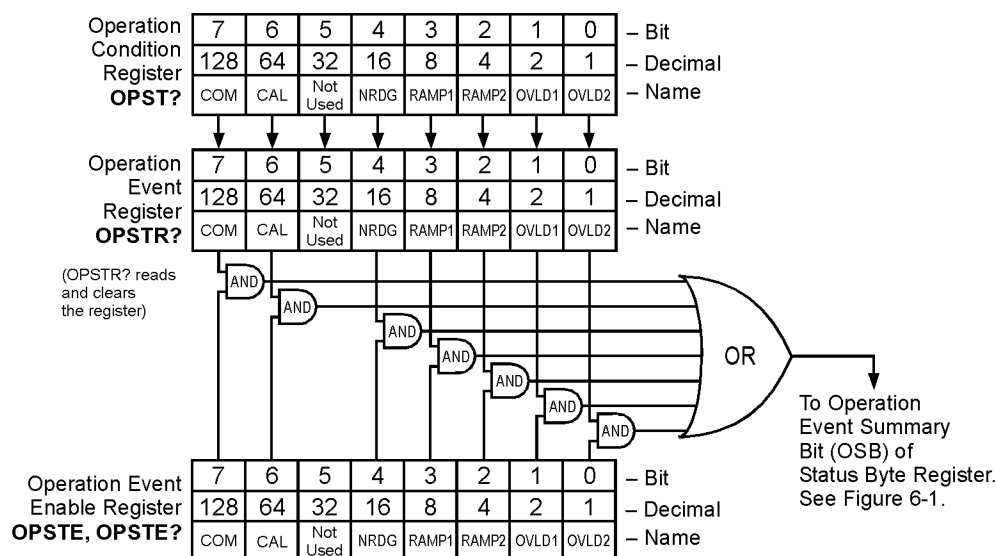 Operation
Condition
Register
OPST?
7 6 5 4 3 2 1 0 – Bit
128 64 32 16 8 4 2 1 – Decimal
COM CAL Not Used NRDG RAMP1 RAMP2 OVLD1 OVLD2 – Name
Operation
Event
Register
OPSTR?
7 6 5 4 3 2 1 0 – Bit
128 64 32 16 8 4 2 1 – Decimal
COM CAL Not Used NRDG RAMP1 RAMP2 OVLD1 OVLD2 – Name
(OPSTR? reads
and clears
the register)
AND
AND
AND
AND
AND
AND
AND
OR
To Operation
Event Summary
Bit (OSB) of
Status Byte Register.
See Figure 6-1.
Operation Event
Enable Register
OPSTE, OPSTE?
7 6 5 4 3 2 1 0 – Bit
128 64 32 16 8 4 2 1 – Decimal
COM CAL Not Used NRDG RAMP1 RAMP2 OVLD1 OVLD2 – Name